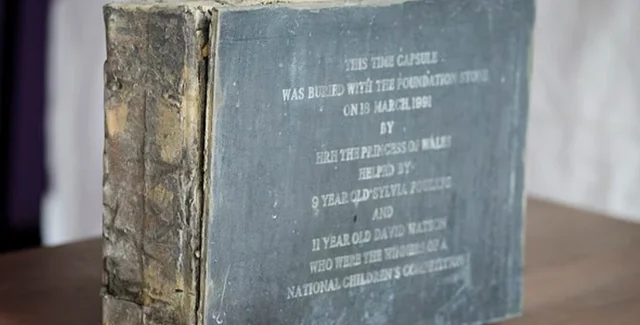 THIS TIME CAPSULE
WAS BURIED WITH THE FOUNDATION STONE
ON 18 MARCH, 1991
BY
HRH THE PRINCESS OF WALES
HELPED BY
9 YEAR OLD SYLVIA FOULKES
AND
11 YEAR OLD DAVID WATSON
WHO WERE THE WINNERS OF A
NATIONAL CHILDREN'S COMPETITION